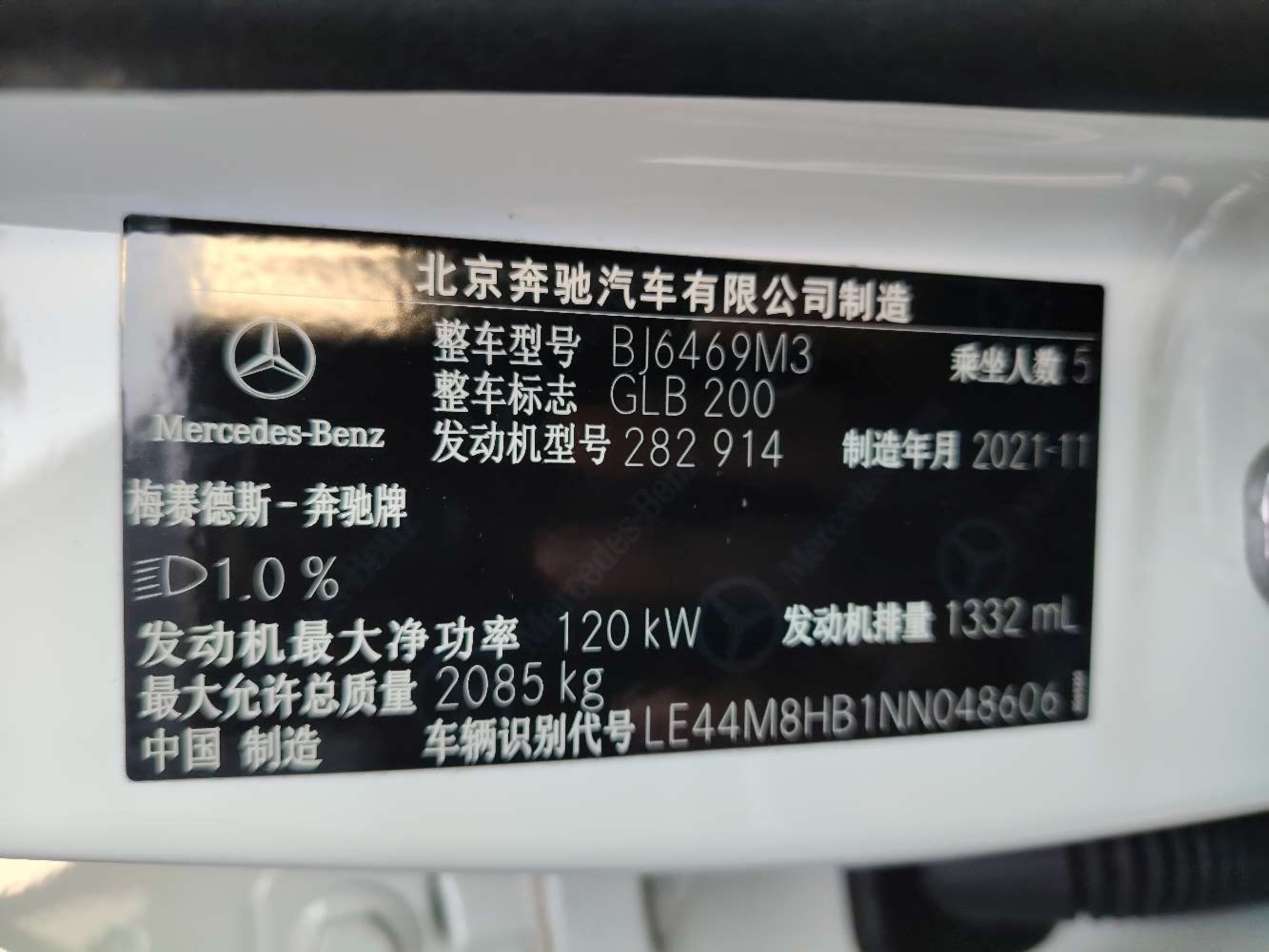 北京奔驰汽车有限公司制造
整车型号 BJ6469M3 乘坐人数 5
整车标志 GLB 200
发动机型号 282 914 制造年月 2021-11
Mercedes-Benz
梅赛德斯-奔驰牌
1.0 %
发动机最大净功率 120 kW 发动机排量 1332 mL
最大允许总质量 2085 kg
中国 制造 车辆识别代号 LE44M8HB1NN048606